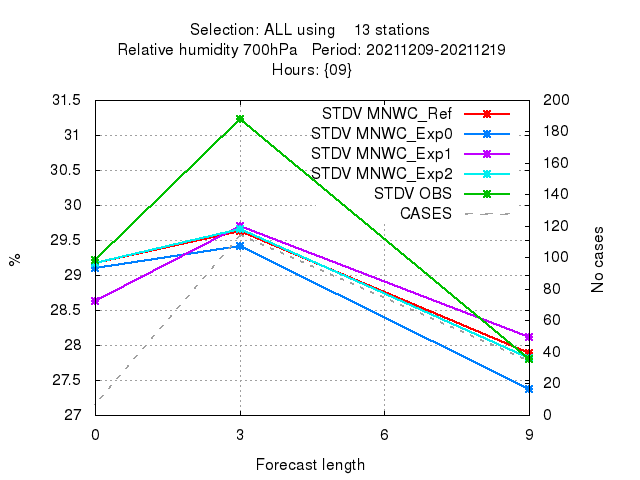 Selection: ALL using 13 stations
Relative humidity 700hPa Period: 20211209-20211219
Hours: {09}
STDV MNWC_Ref
STDV MNWC_Exp0
STDV MNWC_Exp1
STDV MNWC_Exp2
STDV OBS
CASES
31.5
31
30.5
30
29.5
29
28.5
28
27.5
27
%
200
180
160
140
120
100
80
60
40
20
0
No cases
0 3 6 9
Forecast length